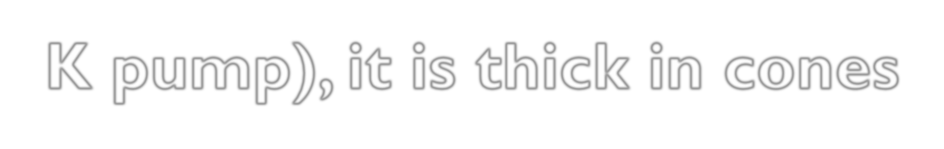 K pump), it is thick in cones